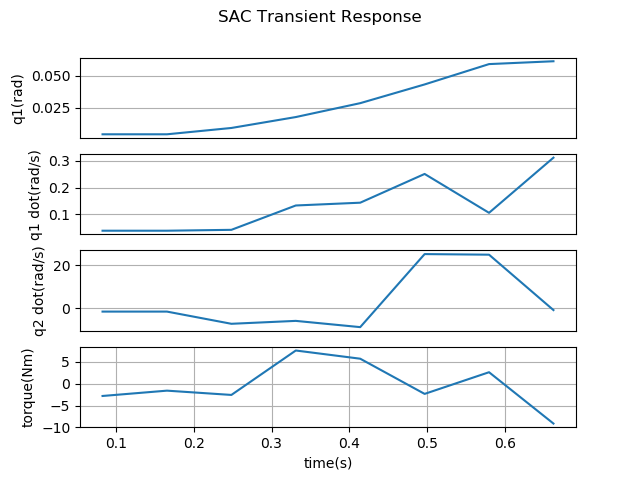 SAC Transient Response
q1(rad)
0.050
0.025
q1 dot(rad/s)
0.3
0.2
0.1
q2 dot(rad/s)
20
0
torque(Nm)
5
0
−5
−10
0.1 0.2 0.3 0.4 0.5 0.6
time(s)